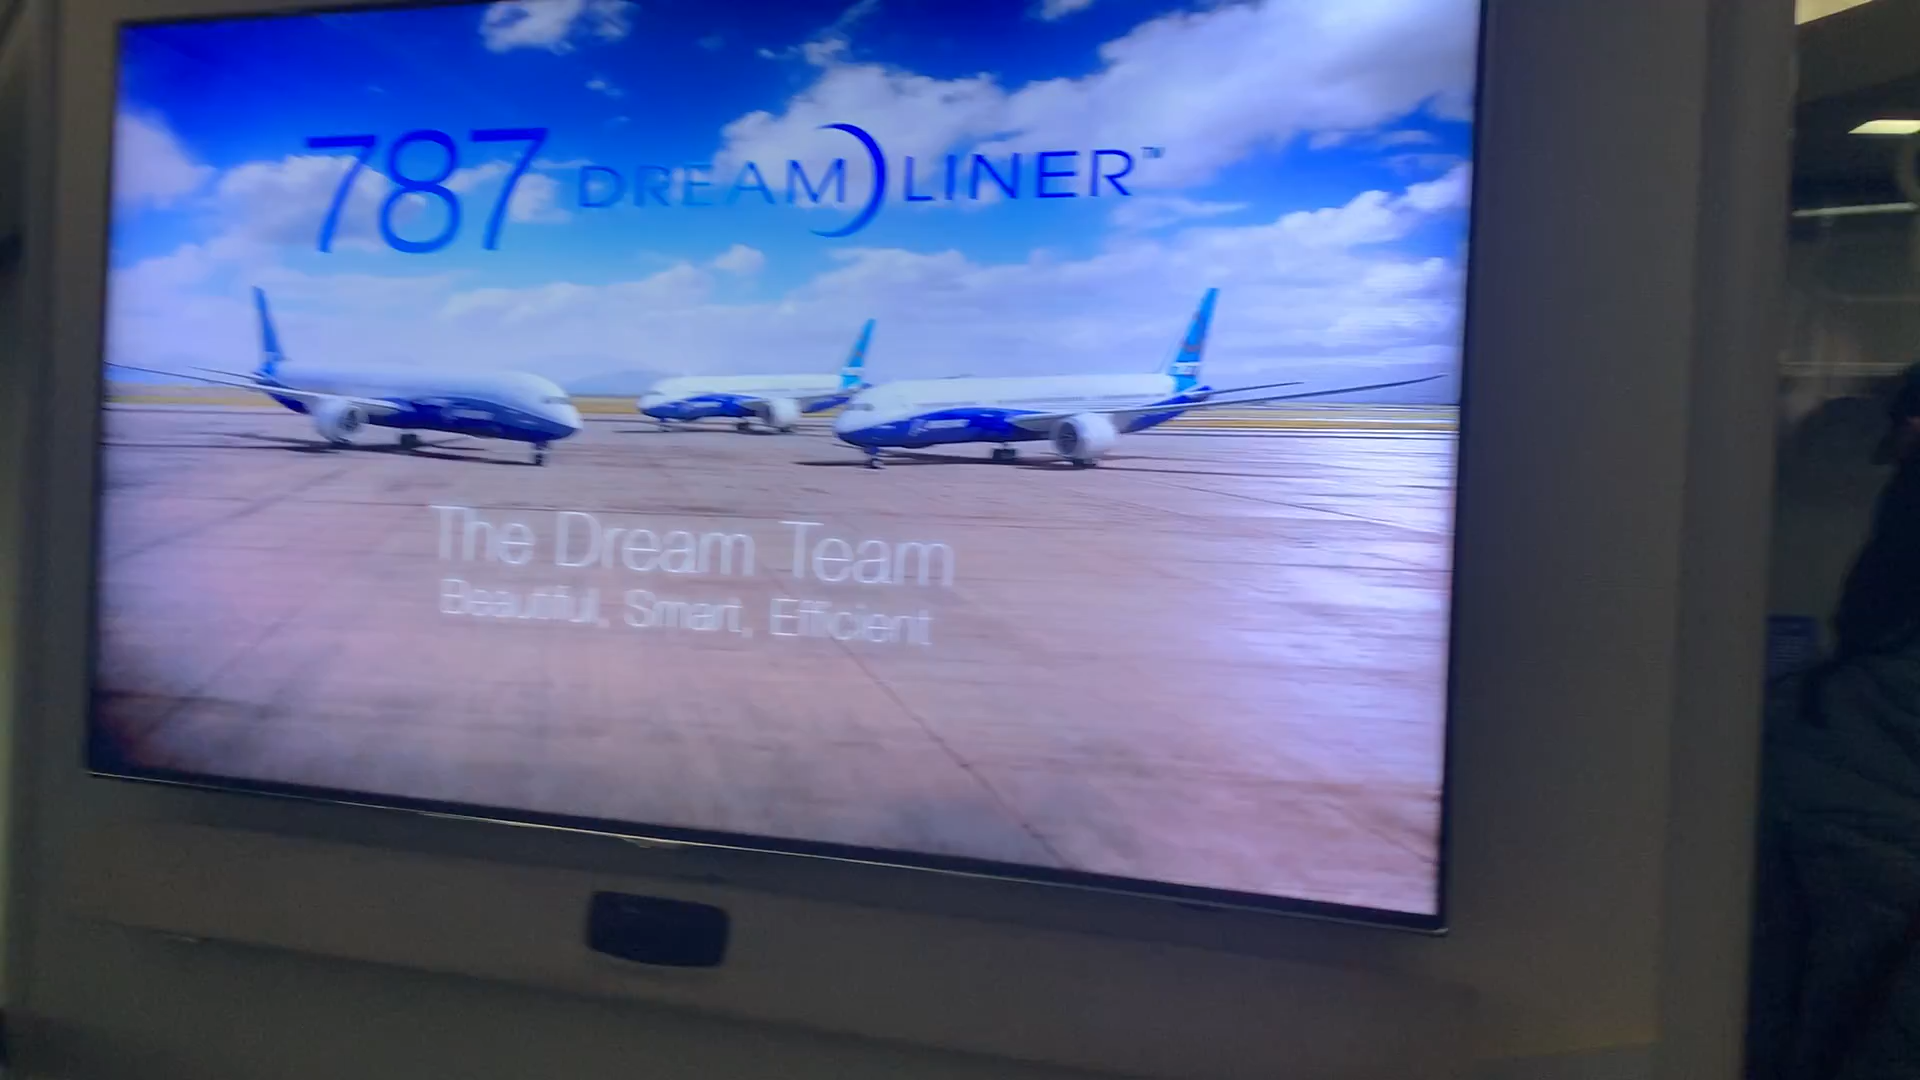 787 DREAMLINER™
The Dream Team
Beautiful, Smart, Efficient